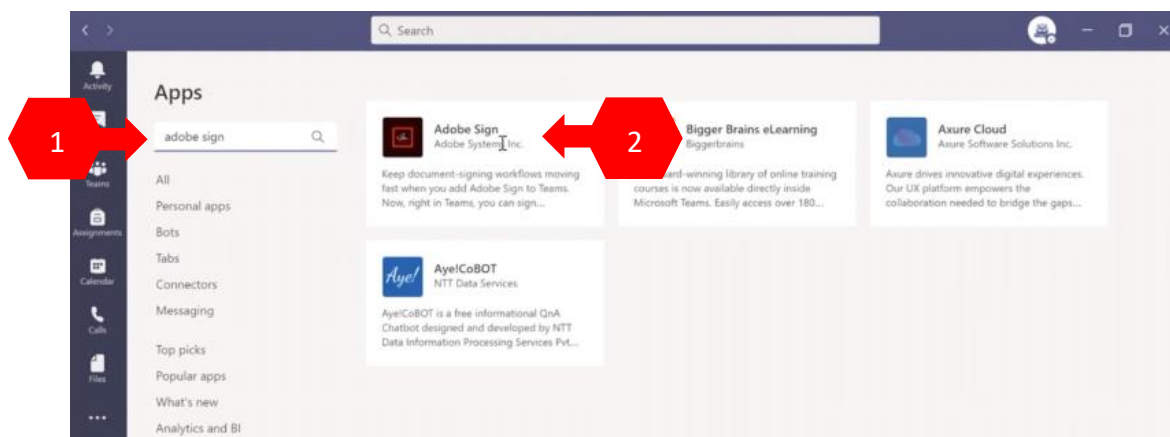 Search
Activity
Teams
Assignments
Calendar
Calls
Files
Apps
1
adobe sign
All
Personal apps
Bots
Tabs
Connectors
Messaging
Top picks
Popular apps
What's new
Analytics and BI
Adobe Sign
Adobe Systems Inc.
Keep document-signing workflows moving
fast when you add Adobe Sign to Teams.
Now, right in Teams, you can sign...
2
Bigger Brains eLearning
Biggerbrains
ard-winning library of online training
courses is now available directly inside
Microsoft Teams. Easily access over 180...
Axure Cloud
Axure Software Solutions Inc.
Axure drives innovative digital experiences.
Our UX platform empowers the
collaboration needed to bridge the gaps...
Aye!
Aye!CoBOT
NTT Data Services
Aye!CoBOT is a free informational QnA
Chatbot designed and developed by NTT
Data Information Processing Services Pvt...